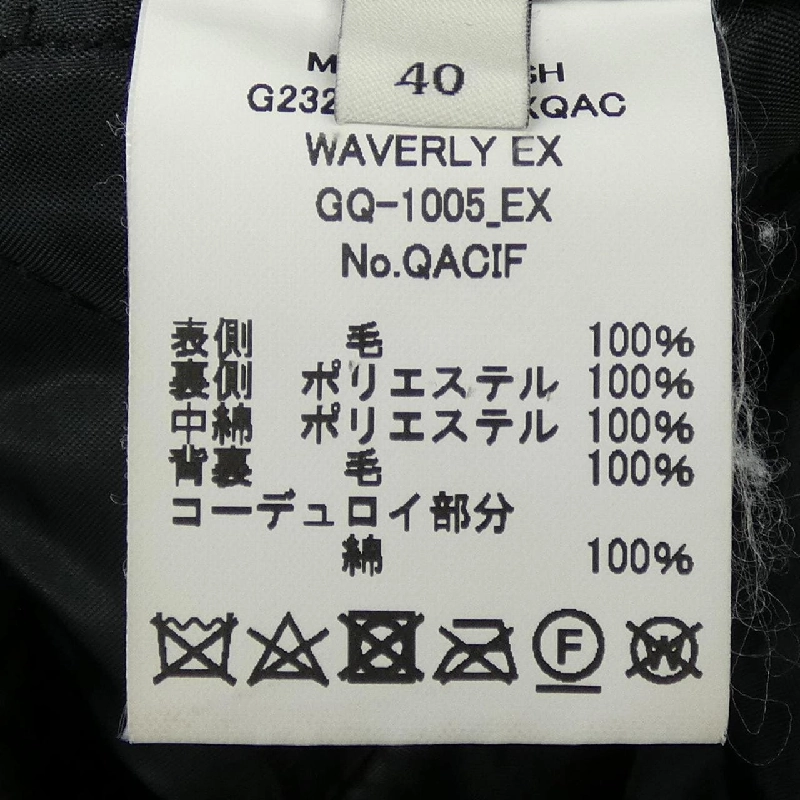 40
WAVERLY EX
GQ-1005_EX
No.QACIF
表側 毛 100%
裏側 ポリエステル 100%
中綿 ポリエステル 100%
背裏 毛 100%
コーデュロイ部分
綿 100%
F W